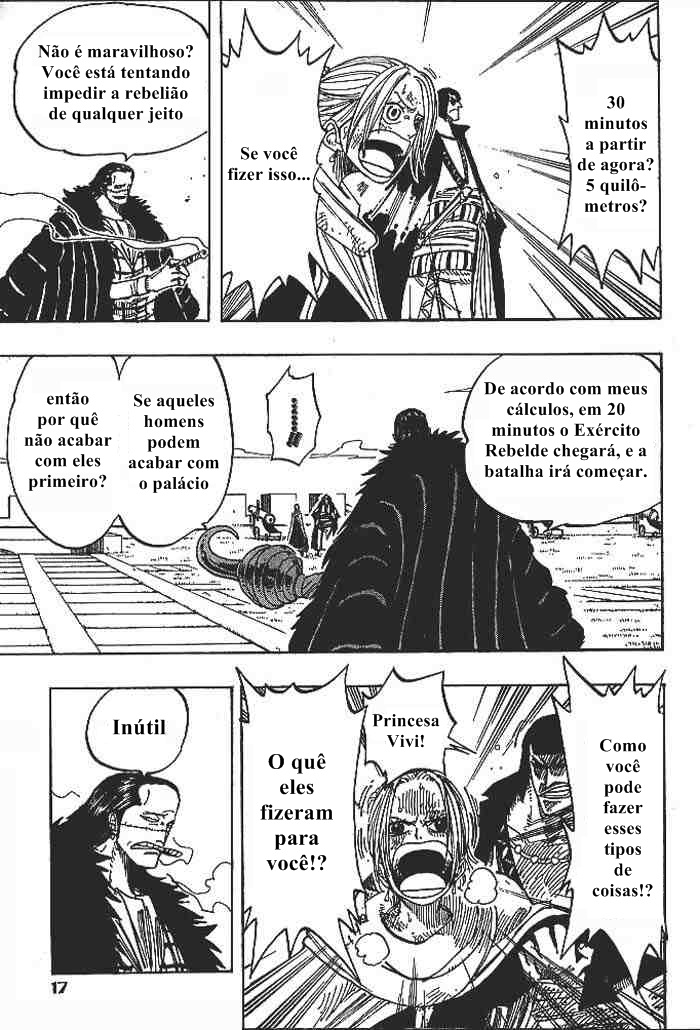 30
minutos
a partir
de agora?
5 quilô-
metros?
Se você
fizer isso...
Não é maravilhoso?
Você está tentando
impedir a rebelião
de qualquer jeito
De acordo com meus
cálculos, em 20
minutos o Exército
Rebelde chegará, e a
batalha irá começar.
.......!!
Se aqueles
homens
podem
acabar com
o palácio
então
por quê
não acabar
com eles
primeiro?
Como
você
pode
fazer
esses
tipos
de
coisas!?
Princesa
Vivi!
O quê
eles
fizeram
para
você!?
Inútil
17